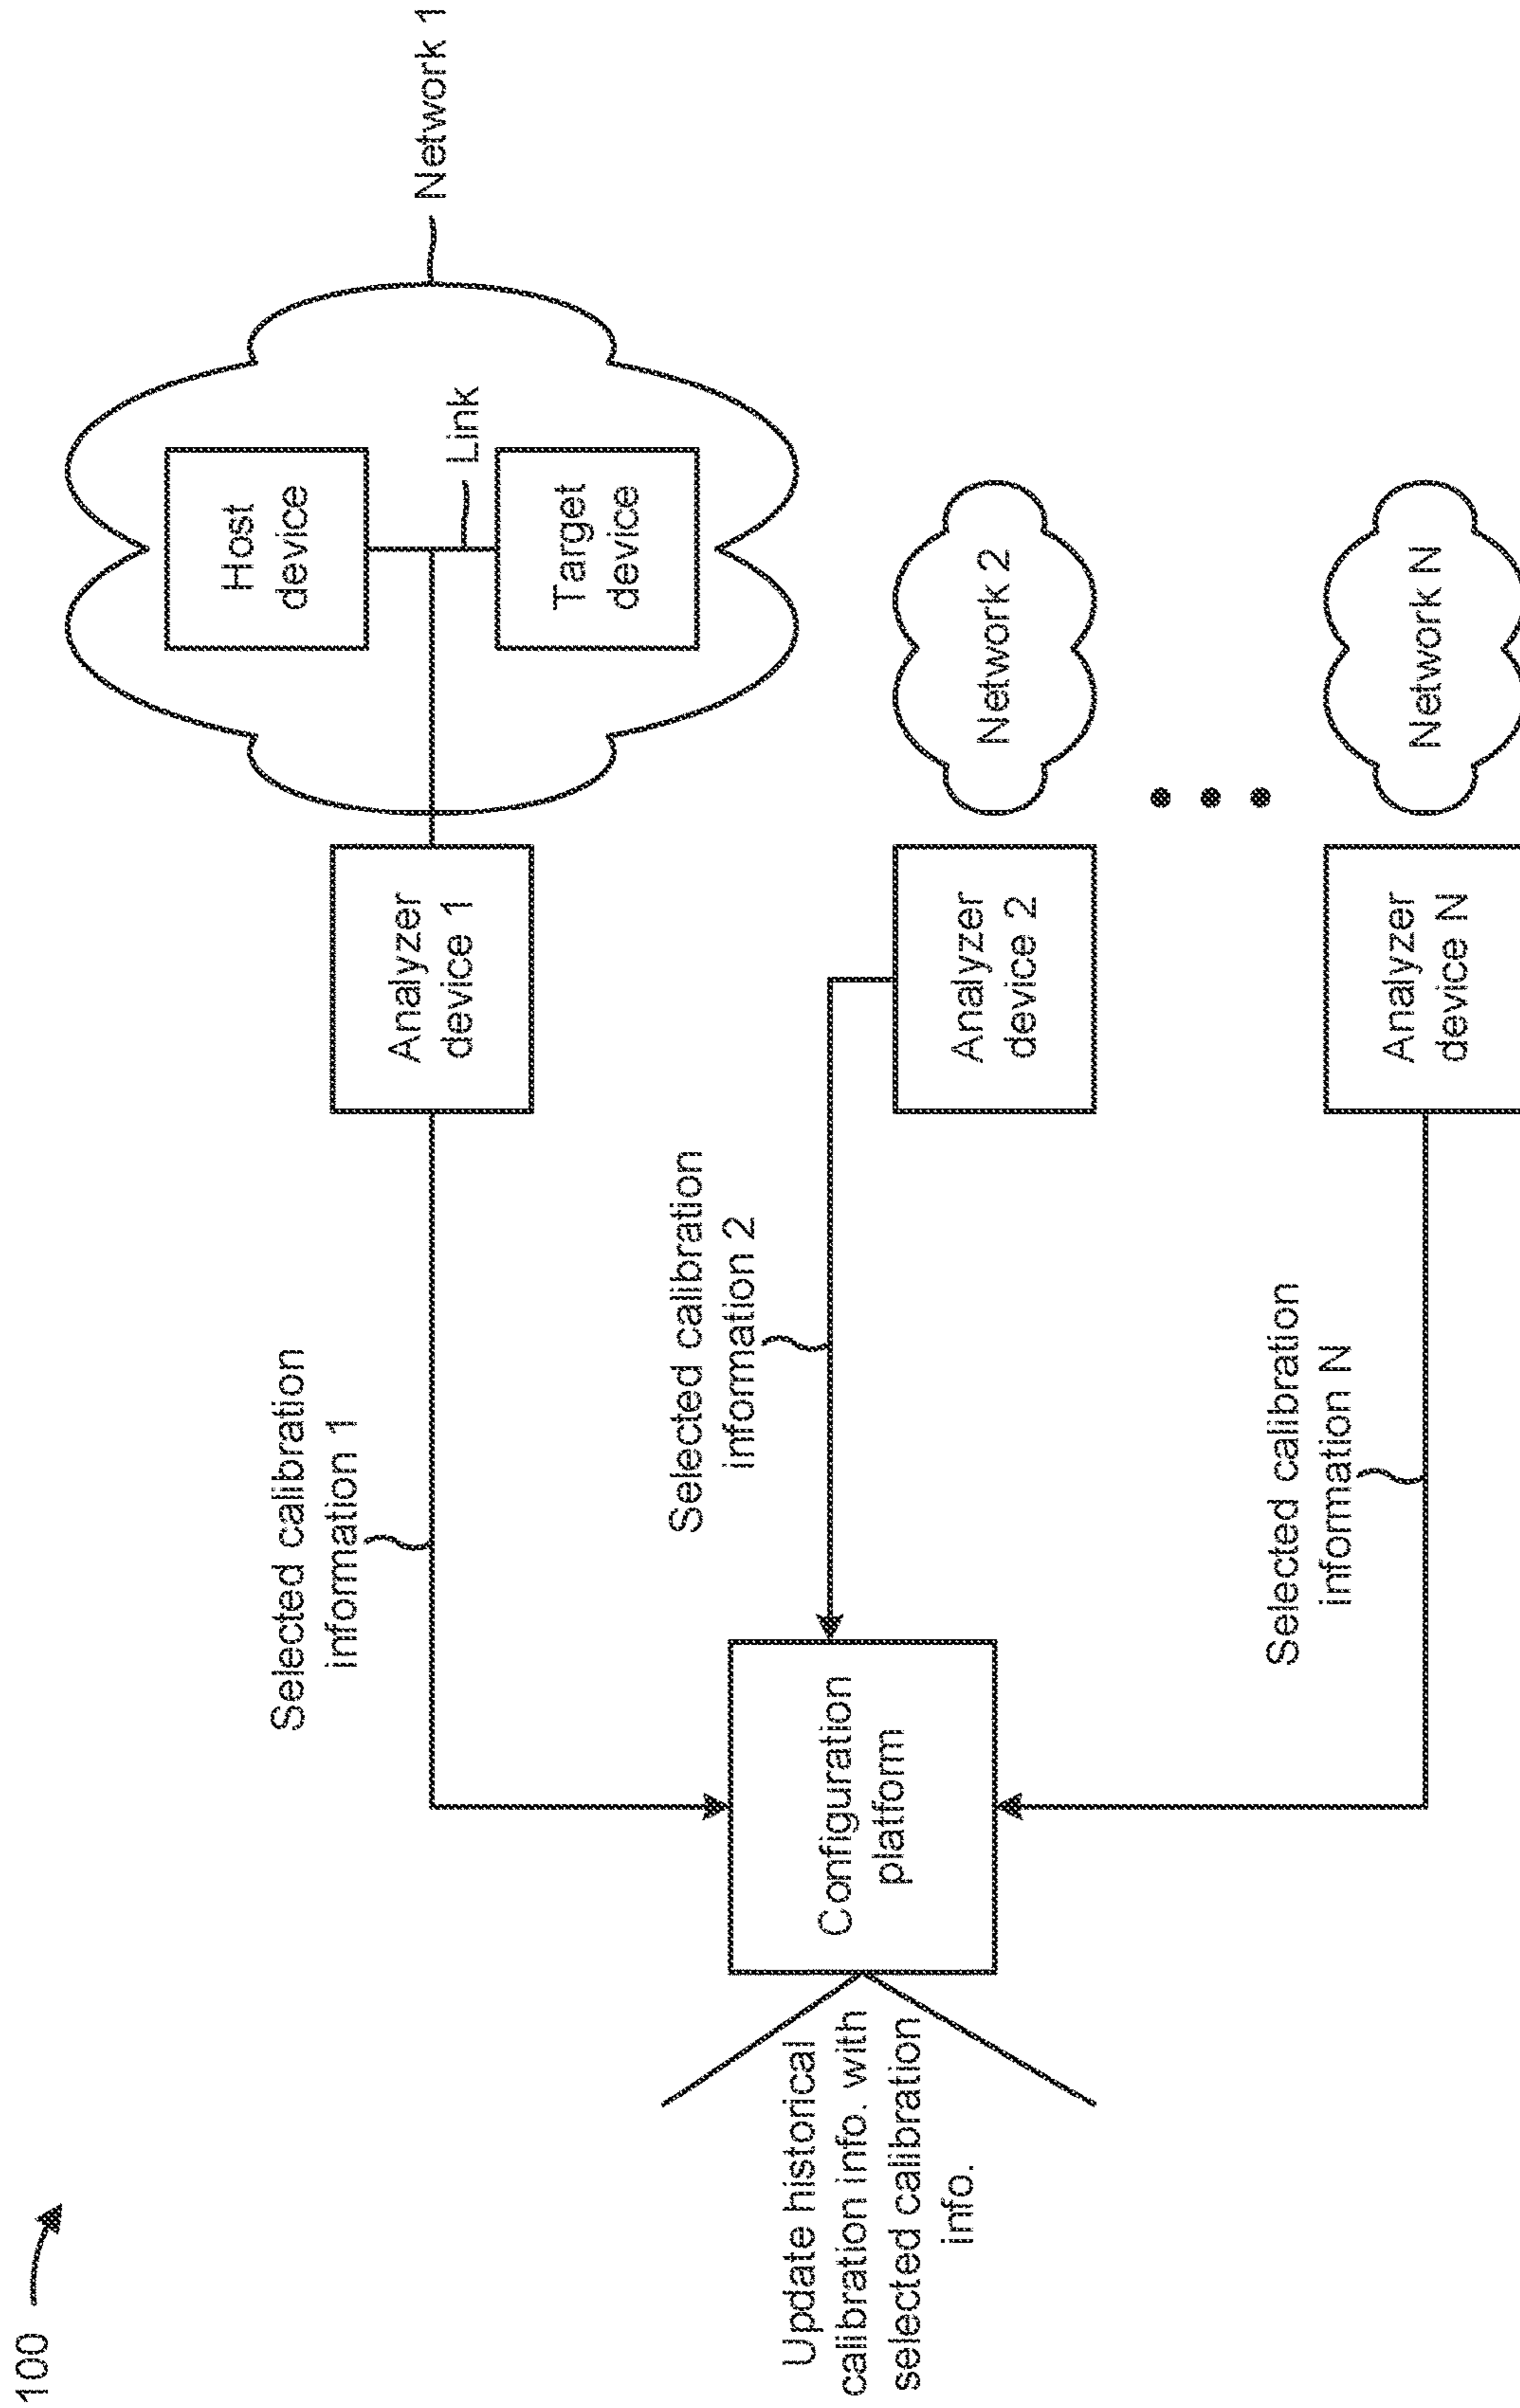 100
Network 1
Host
device
Link
Target
device
Analyzer
device 1
Selected calibration
information 1
Network 2
Analyzer
device 2
Selected calibration
information 2
Configuration
platform
Update historical
calibration info. with
selected calibration
info.
Network N
Analyzer
device N
Selected calibration
information N